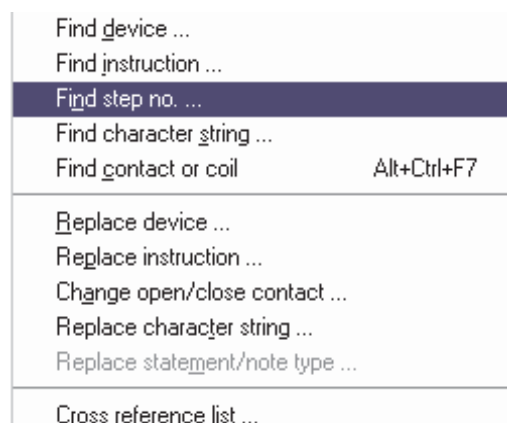 Find device ...
Find instruction ...
Find step no. ...
Find character string ...
Find contact or coil Alt+Ctrl+F7
Replace device ...
Replace instruction ...
Change open/close contact ...
Replace character string ...
Replace statement/note type ...
Cross reference list ...